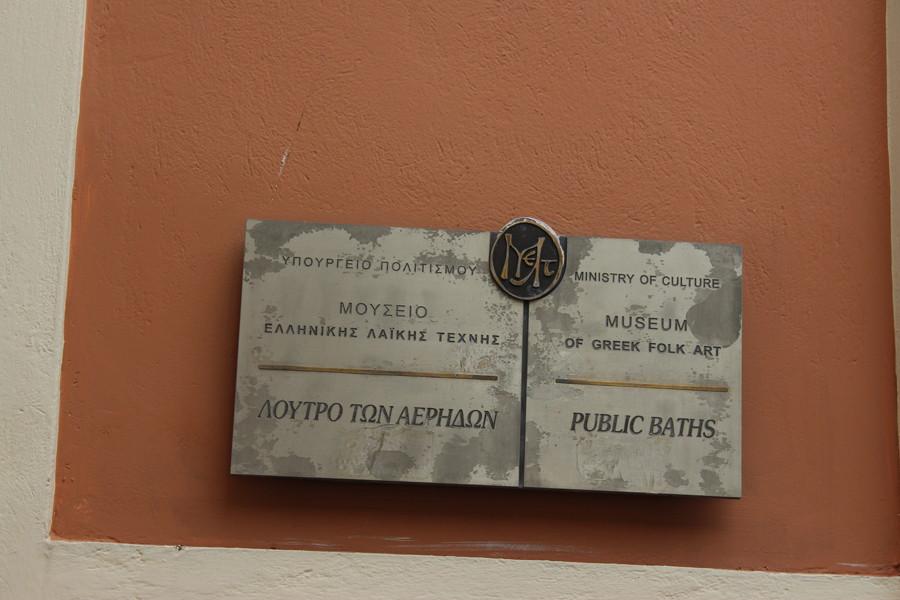 ΥΠΟΥΡΓΕΙΟ ΠΟΛΙΤΙΣΜΟΥ
ΜΟΥΣΕΙΟ
ΕΛΛΗΝΙΚΗΣ ΛΑΪΚΗΣ ΤΕΧΝΗΣ
ΛΟΥΤΡΟ ΤΩΝ ΑΕΡΗΔΩΝ
MINISTRY OF CULTURE
MUSEUM
OF GREEK FOLK ART
PUBLIC BATHS